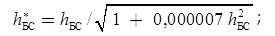 h*БС = hБС / √1 + 0,000007 h²БС ;